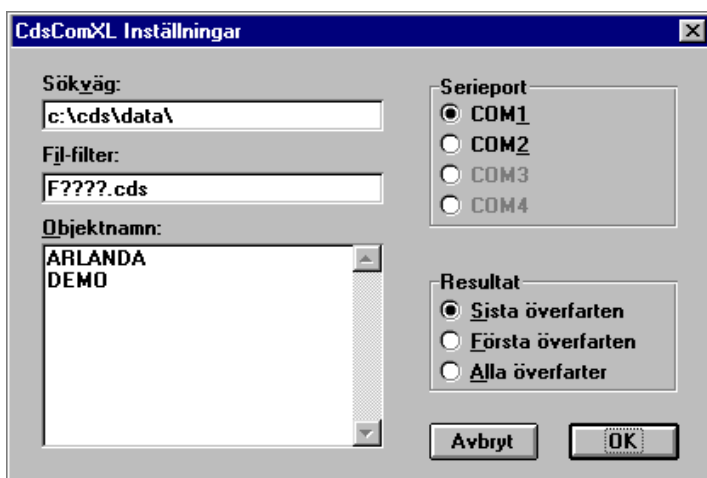 CdsComXL Inställningar
Sökväg:
c:\cds\data\
Fil-filter:
F????.cds
Objektnamn:
ARLANDA
DEMO
Serieport
COM1
COM2
COM3
COM4
Resultat
Sista överfarten
Första överfarten
Alla överfarter
Avbryt
OK